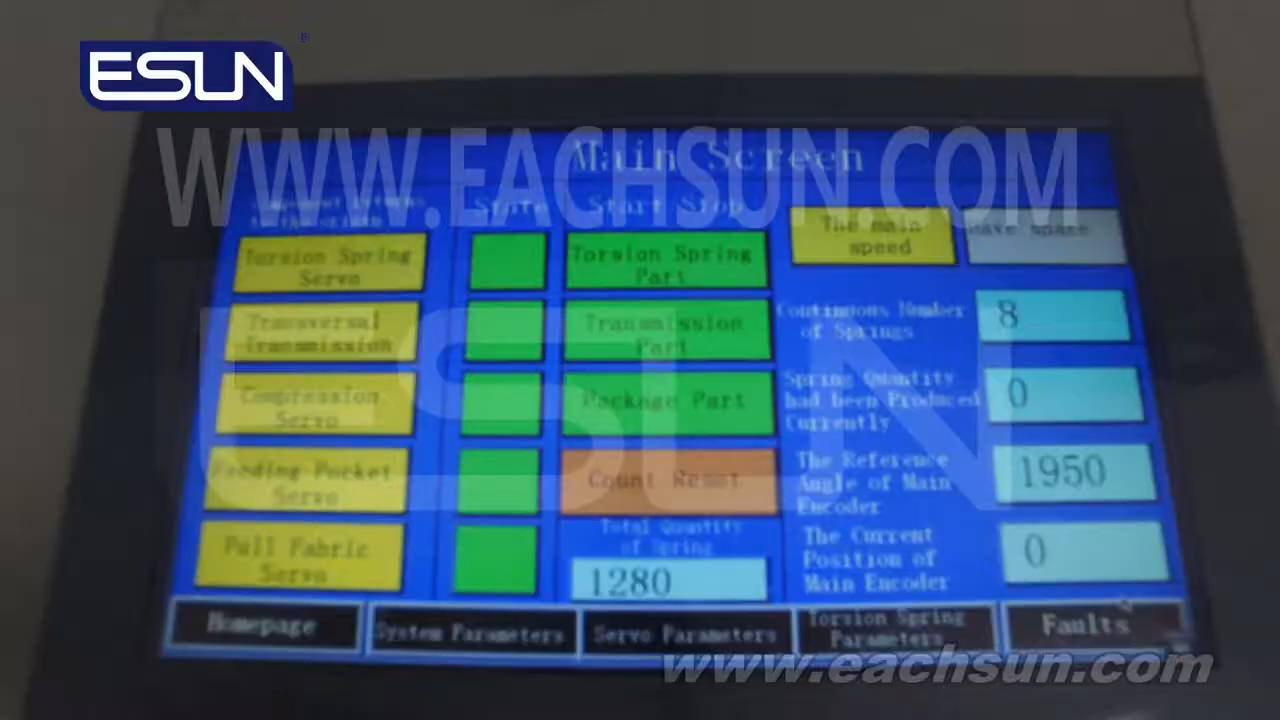 ESUN
®
WWW.EACHSUN.COM
Main Screen
State
Start Stop
The main
speed
Torsion Spring
Servo
Torsion Spring
Part
Continuous Number
of Springs
8
Transversal
Transmission
Transmission
Part
Spring Quantity
had been Produced
Currently
0
Compression
Servo
Package Part
The Reference
Angle of Main
Encoder
1950
Feeding Pocket
Servo
Count Reset
Total Quantity
of Spring
1280
The Current
Position of
Main Encoder
0
Pull Fabric
Servo
Homepage
System Parameters
Servo Parameters
Torsion Spring
Parameters
Faults
ESUN
www.eachsun.com